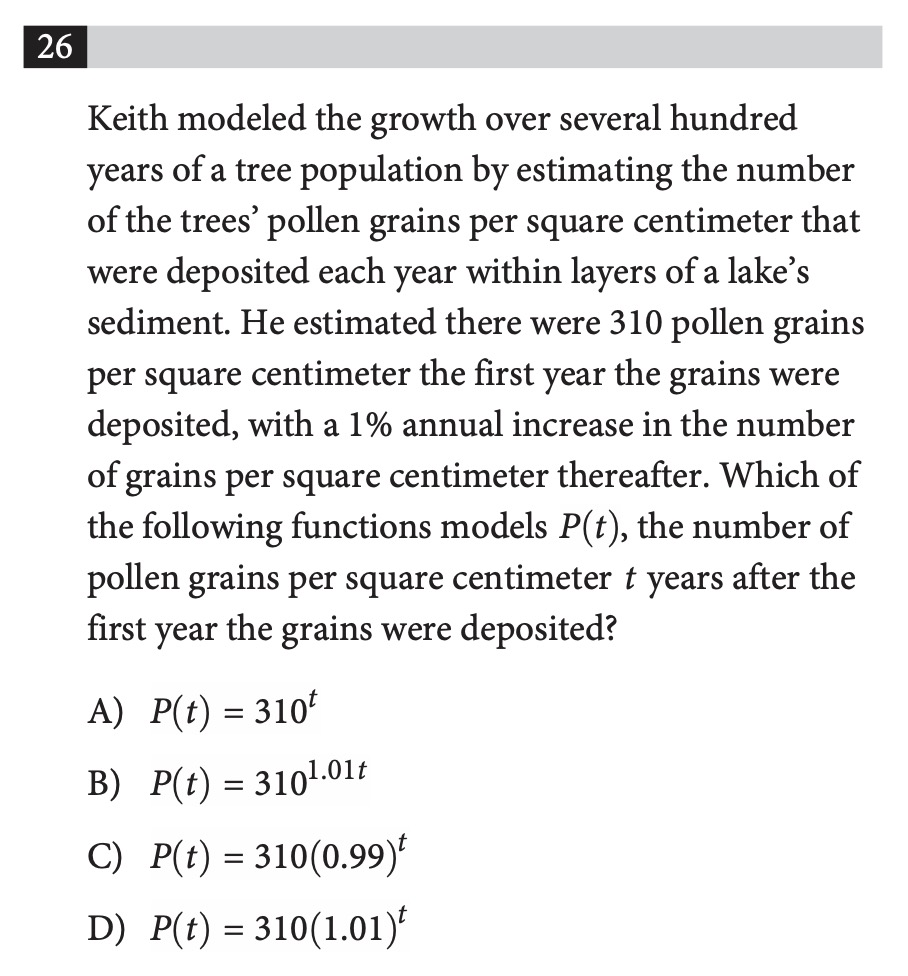 26
Keith modeled the growth over several hundred
years of a tree population by estimating the number
of the trees’ pollen grains per square centimeter that
were deposited each year within layers of a lake’s
sediment. He estimated there were 310 pollen grains
per square centimeter the first year the grains were
deposited, with a 1% annual increase in the number
of grains per square centimeter thereafter. Which of
the following functions models P(t), the number of
pollen grains per square centimeter t years after the
first year the grains were deposited?
A) P(t) = 310^t
B) P(t) = 310^1.01t
C) P(t) = 310(0.99)^t
D) P(t) = 310(1.01)^t